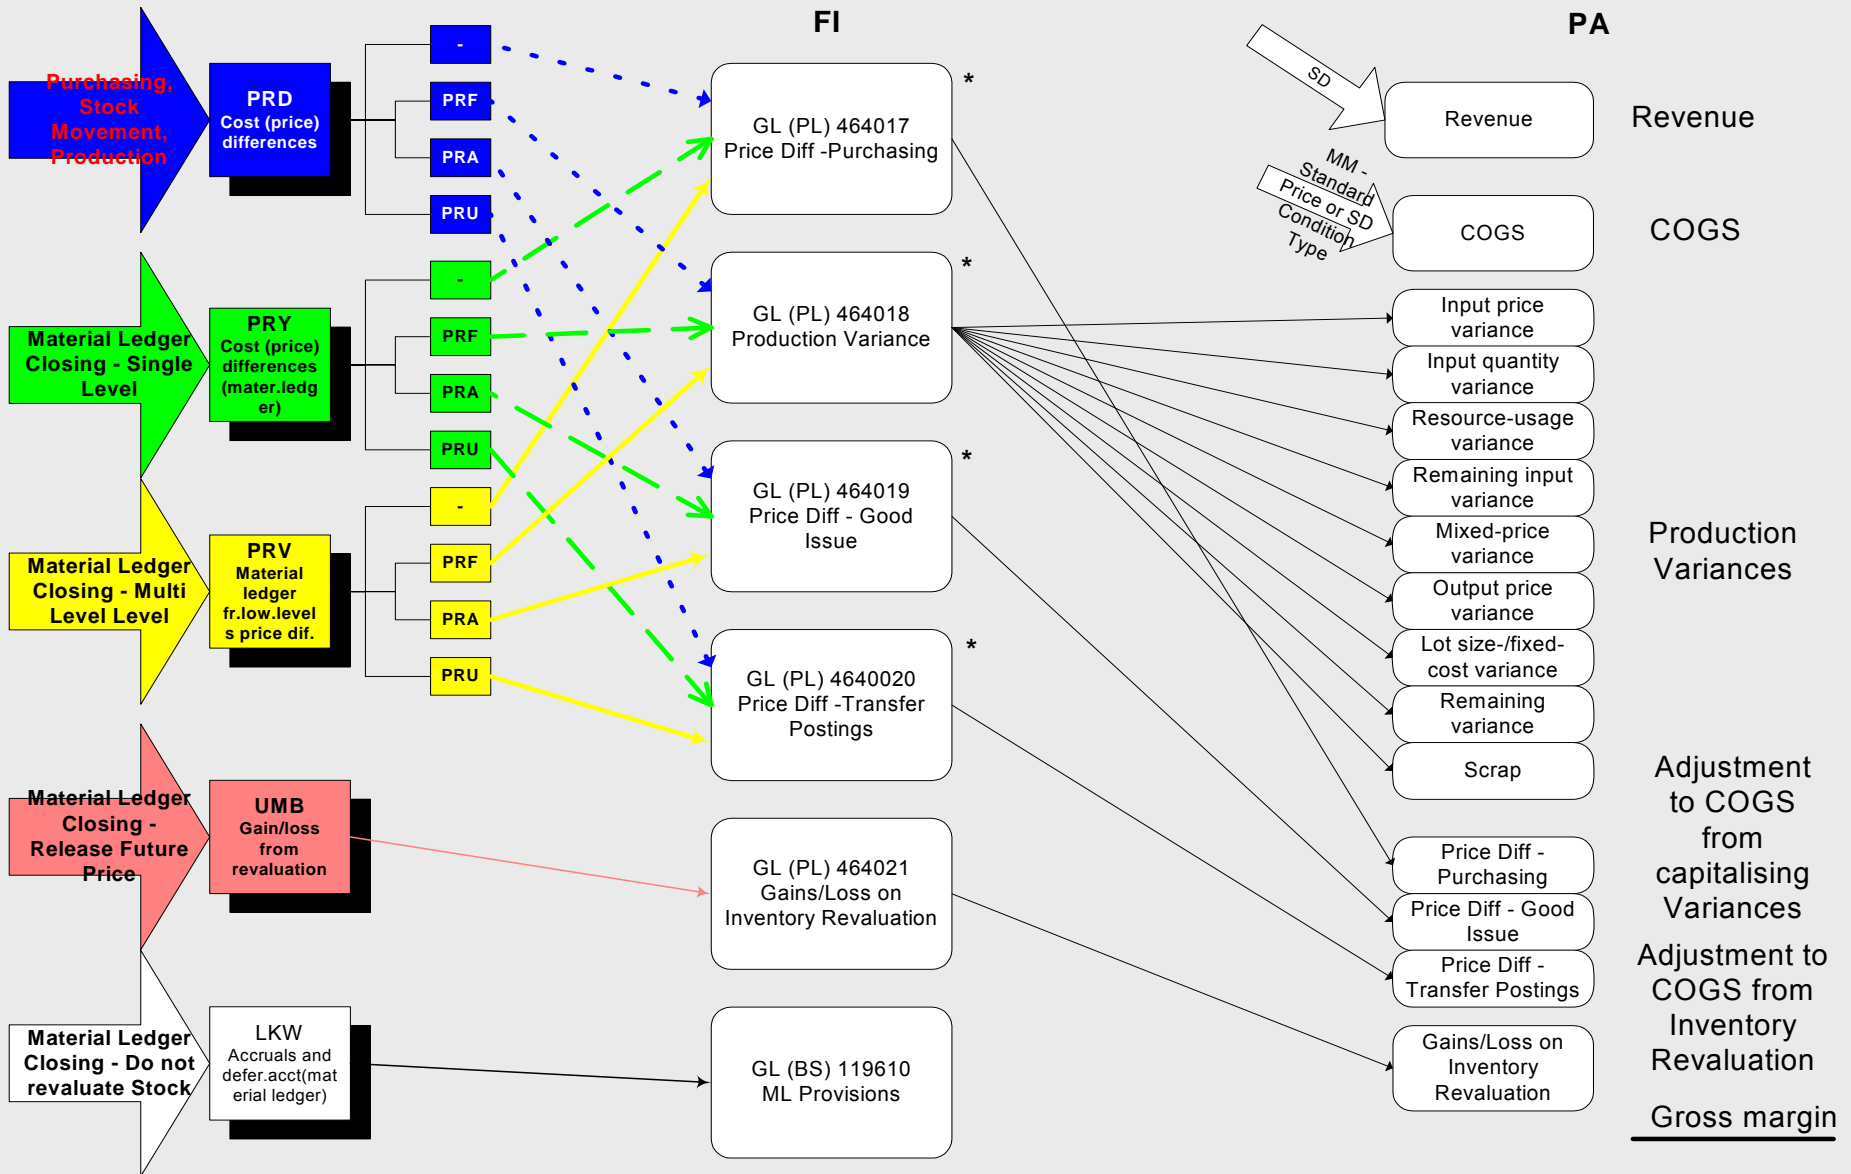 FI
PA
Purchasing,
Stock
Movement,
Production
PRD
Cost (price)
differences
-
PRF
PRA
PRU
Material Ledger
Closing - Single
Level
PRY
Cost (price)
differences
(mater.ledg
er)
-
PRF
PRA
PRU
Material Ledger
Closing - Multi
Level Level
PRV
Material
ledger
fr.low.level
s price dif.
-
PRF
PRA
PRU
Material Ledger
Closing -
Release Future
Price
UMB
Gain/loss
from
revaluation
Material Ledger
Closing - Do not
revaluate Stock
LKW
Accruals and
defer.acct(mat
erial ledger)
GL (PL) 464017
Price Diff -Purchasing
*
GL (PL) 464018
Production Variance
*
GL (PL) 464019
Price Diff - Good
Issue
*
GL (PL) 4640020
Price Diff -Transfer
Postings
*
GL (PL) 464021
Gains/Loss on
Inventory Revaluation
GL (BS) 119610
ML Provisions
SD
MM -
Standard
Price or SD
Condition
Type
Revenue
COGS
Input price
variance
Input quantity
variance
Resource-usage
variance
Remaining input
variance
Mixed-price
variance
Output price
variance
Lot size-/fixed-
cost variance
Remaining
variance
Scrap
Price Diff -
Purchasing
Price Diff - Good
Issue
Price Diff -
Transfer Postings
Gains/Loss on
Inventory
Revaluation
Revenue
COGS
Production
Variances
Adjustment
to COGS
from
capitalising
Variances
Adjustment to
COGS from
Inventory
Revaluation
Gross margin